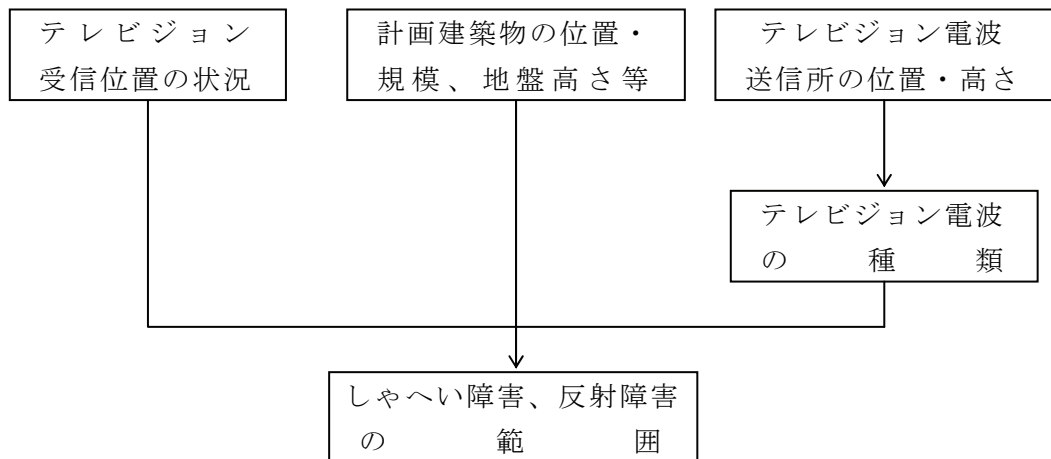 テレビジョン
受信位置の状況
計画建築物の位置・
規模、地盤高さ等
テレビジョン電波
送信所の位置・高さ
テレビジョン電波
の種類
しゃへい障害、反射障害
の範囲